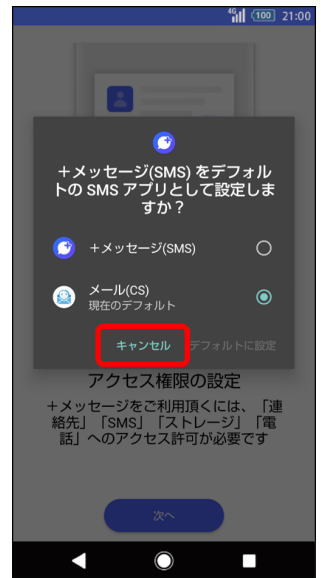 4G 100 21:00
＋メッセージ(SMS) をデフォル
トの SMS アプリとして設定しま
すか？
＋メッセージ(SMS)
メール(CS)
現在のデフォルト
キャンセル デフォルトに設定
アクセス権限の設定
＋メッセージをご利用頂くには、「連
絡先」「SMS」「ストレージ」「電
話」へのアクセス許可が必要です
次へ